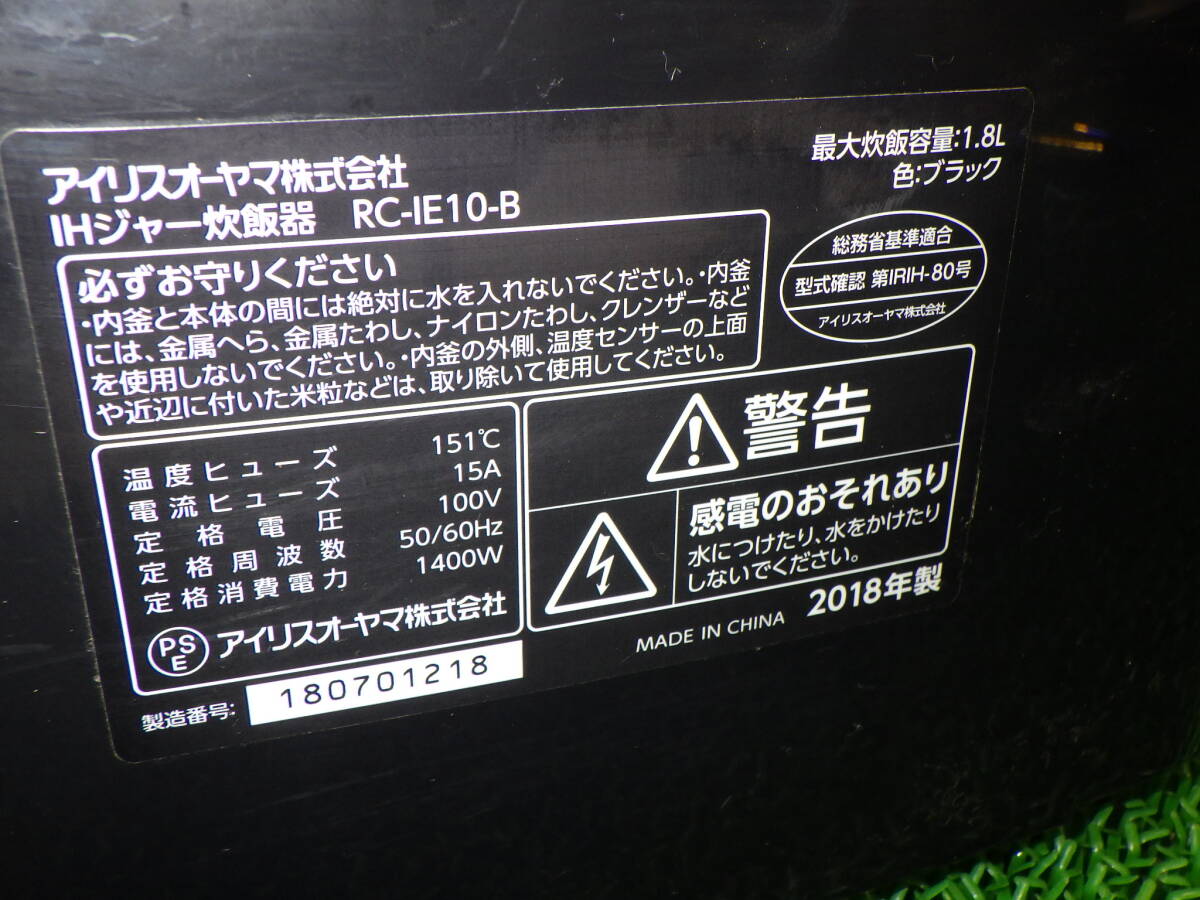 アイリスオーヤマ株式会社
IHジャー炊飯器 RC-IE10-B
最大炊飯容量:1.8L
色:ブラック
総務省基準適合
型式確認 第IRIH-80号
アイリスオーヤマ株式会社
必ずお守りください
・内釜と本体の間には絶対に水を入れないでください。・内釜
には、金属へら、金属たわし、ナイロンたわし、クレンザーなど
を使用しないでください。・内釜の外側、温度センサーの上面
や近辺に付いた米粒などは、取り除いて使用してください。
温度ヒューズ 151℃
電流ヒューズ 15A
定格電圧 100V
定格周波数 50/60Hz
定格消費電力 1400W
PSE アイリスオーヤマ株式会社
警告
感電のおそれあり
水につけたり、水をかけたり
しないでください。
MADE IN CHINA 2018年製
製造番号: 180701218